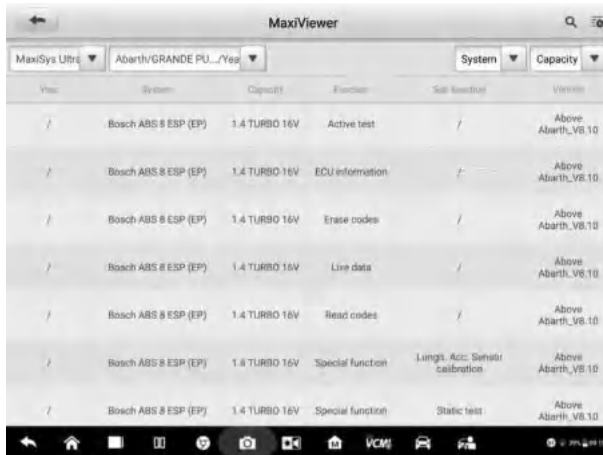 MaxiViewer
MaxiSys Ultra Abarth/GRANDE PU.../Yea System Capacity
Year System Capacity Function Sub function Version
/ Bosch ABS 8 ESP (EP) 1.4 TURBO 16V Active test / Above Abarth_V8.10
/ Bosch ABS 8 ESP (EP) 1.4 TURBO 16V ECU information / Above Abarth_V8.10
/ Bosch ABS 8 ESP (EP) 1.4 TURBO 16V Erase codes / Above Abarth_V8.10
/ Bosch ABS 8 ESP (EP) 1.4 TURBO 16V Live data / Above Abarth_V8.10
/ Bosch ABS 8 ESP (EP) 1.4 TURBO 16V Read codes / Above Abarth_V8.10
/ Bosch ABS 8 ESP (EP) 1.4 TURBO 16V Special function Longit. Acc. Sensor calibration Above Abarth_V8.10
/ Bosch ABS 8 ESP (EP) 1.4 TURBO 16V Special function Static test Above Abarth_V8.10
VCMI